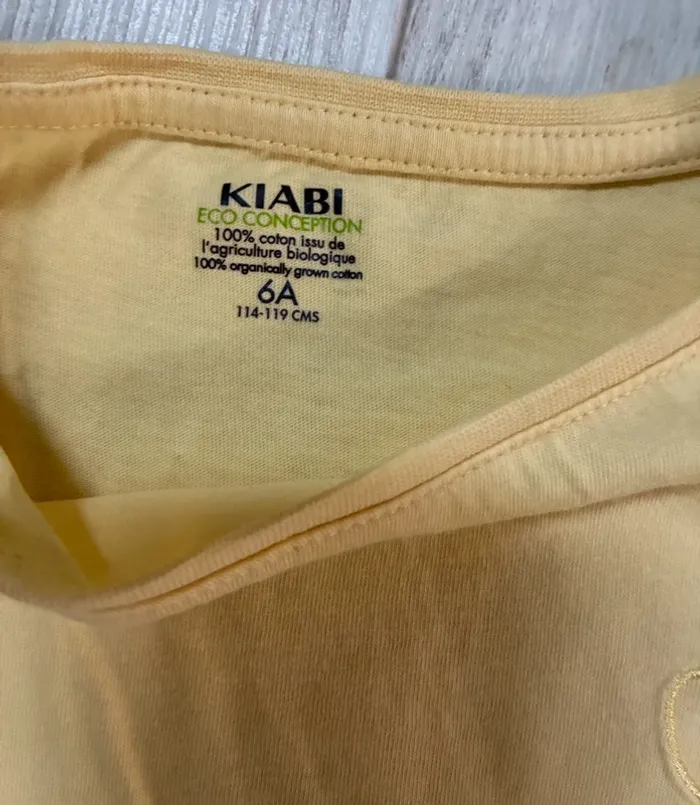 KIABI
ECO CONCEPTION
100% coton issu de
l'agriculture biologique
100% organically grown cotton
6A
114-119 CMS